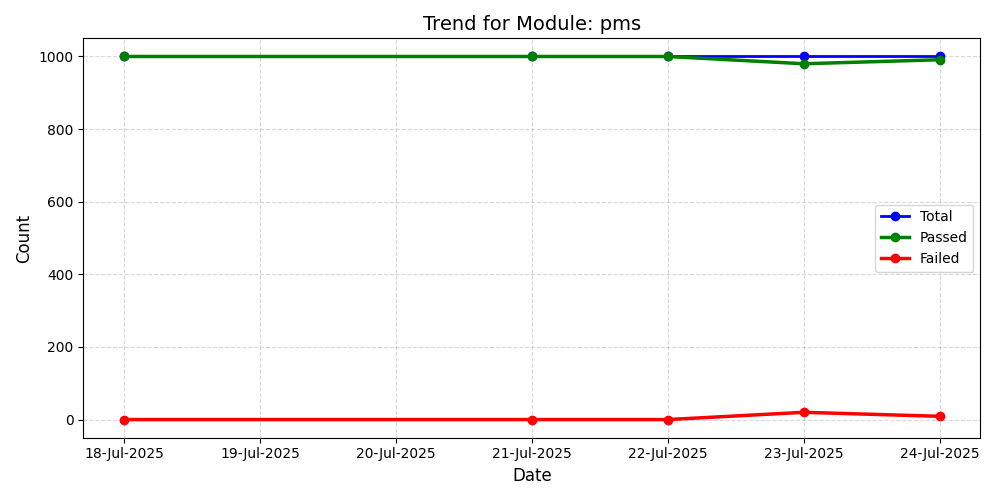 Trend for Module: pms
Count
1000
800
600
400
200
0
Total
Passed
Failed
18-Jul-2025
19-Jul-2025
20-Jul-2025
21-Jul-2025
22-Jul-2025
23-Jul-2025
24-Jul-2025
Date